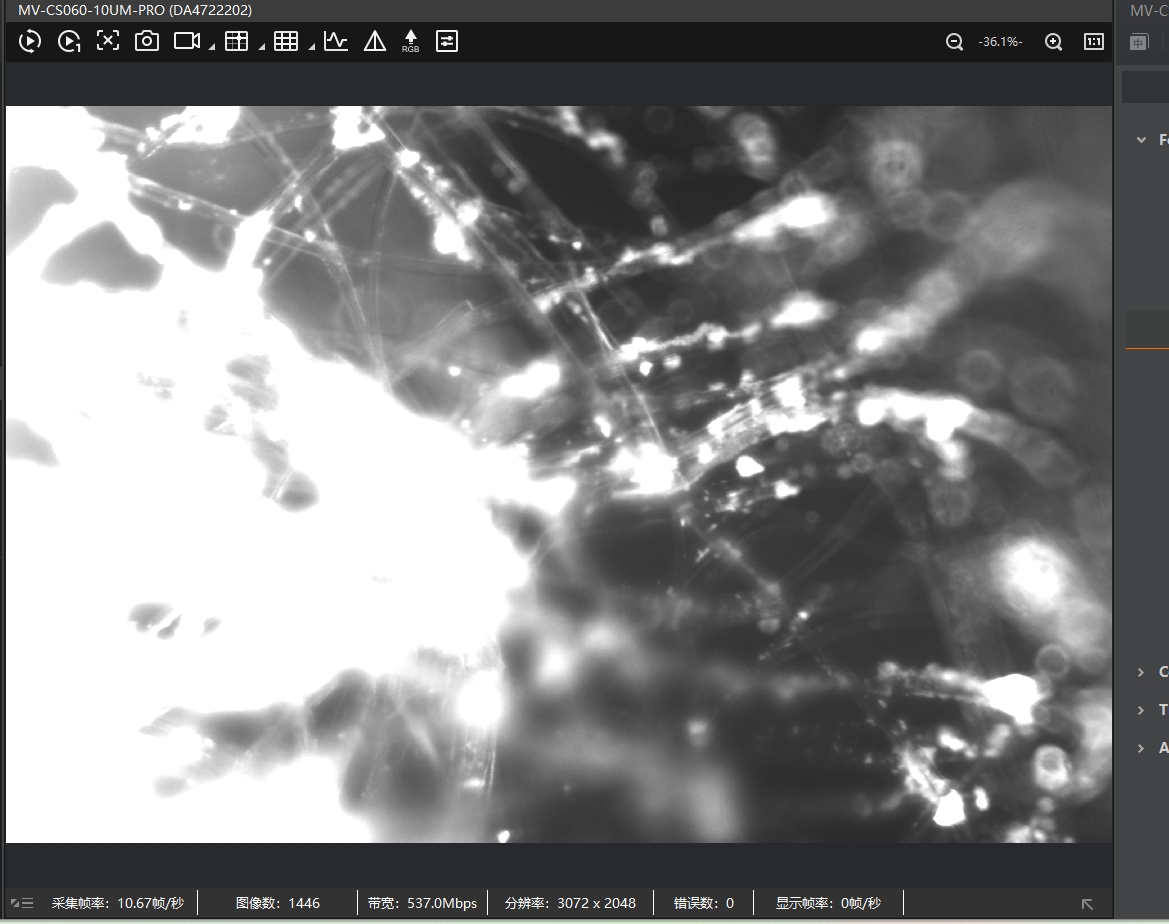 MV-CS060-10UM-PRO (DA4722202)
MV-C
1
RGB
-36.1%-
1:1
中
F
C
T
A
采集帧率：10.67帧/秒
图像数：1446
带宽：537.0Mbps
分辨率：3072 x 2048
错误数：0
显示帧率：0帧/秒